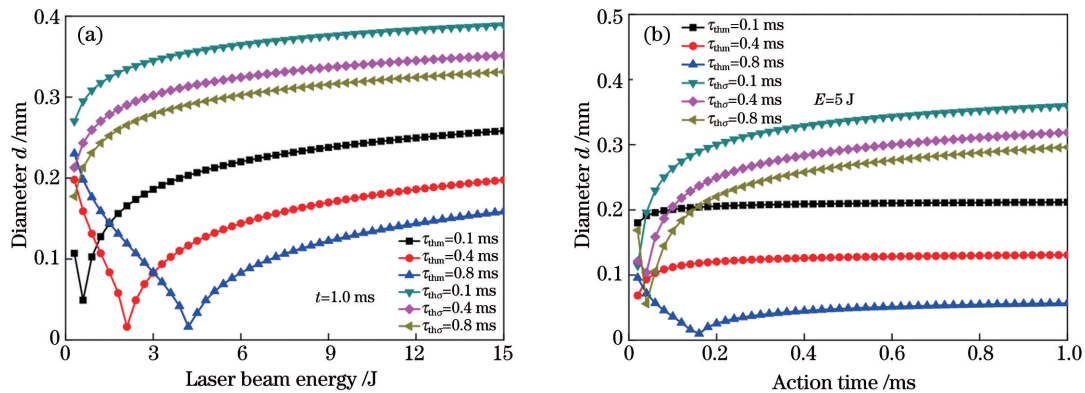 (a)
0.4
0.3
0.2
0.1
0
Diameter d /mm
0 3 6 9 12 15
Laser beam energy /J
t=1.0 ms
τthm=0.1 ms
τthm=0.4 ms
τthm=0.8 ms
τthσ=0.1 ms
τthσ=0.4 ms
τthσ=0.8 ms
(b)
0.5
0.4
0.3
0.2
0.1
0
Diameter d /mm
0 0.2 0.4 0.6 0.8 1.0
Action time /ms
τthm=0.1 ms
τthm=0.4 ms
τthm=0.8 ms
τthσ=0.1 ms
τthσ=0.4 ms
τthσ=0.8 ms
E=5 J